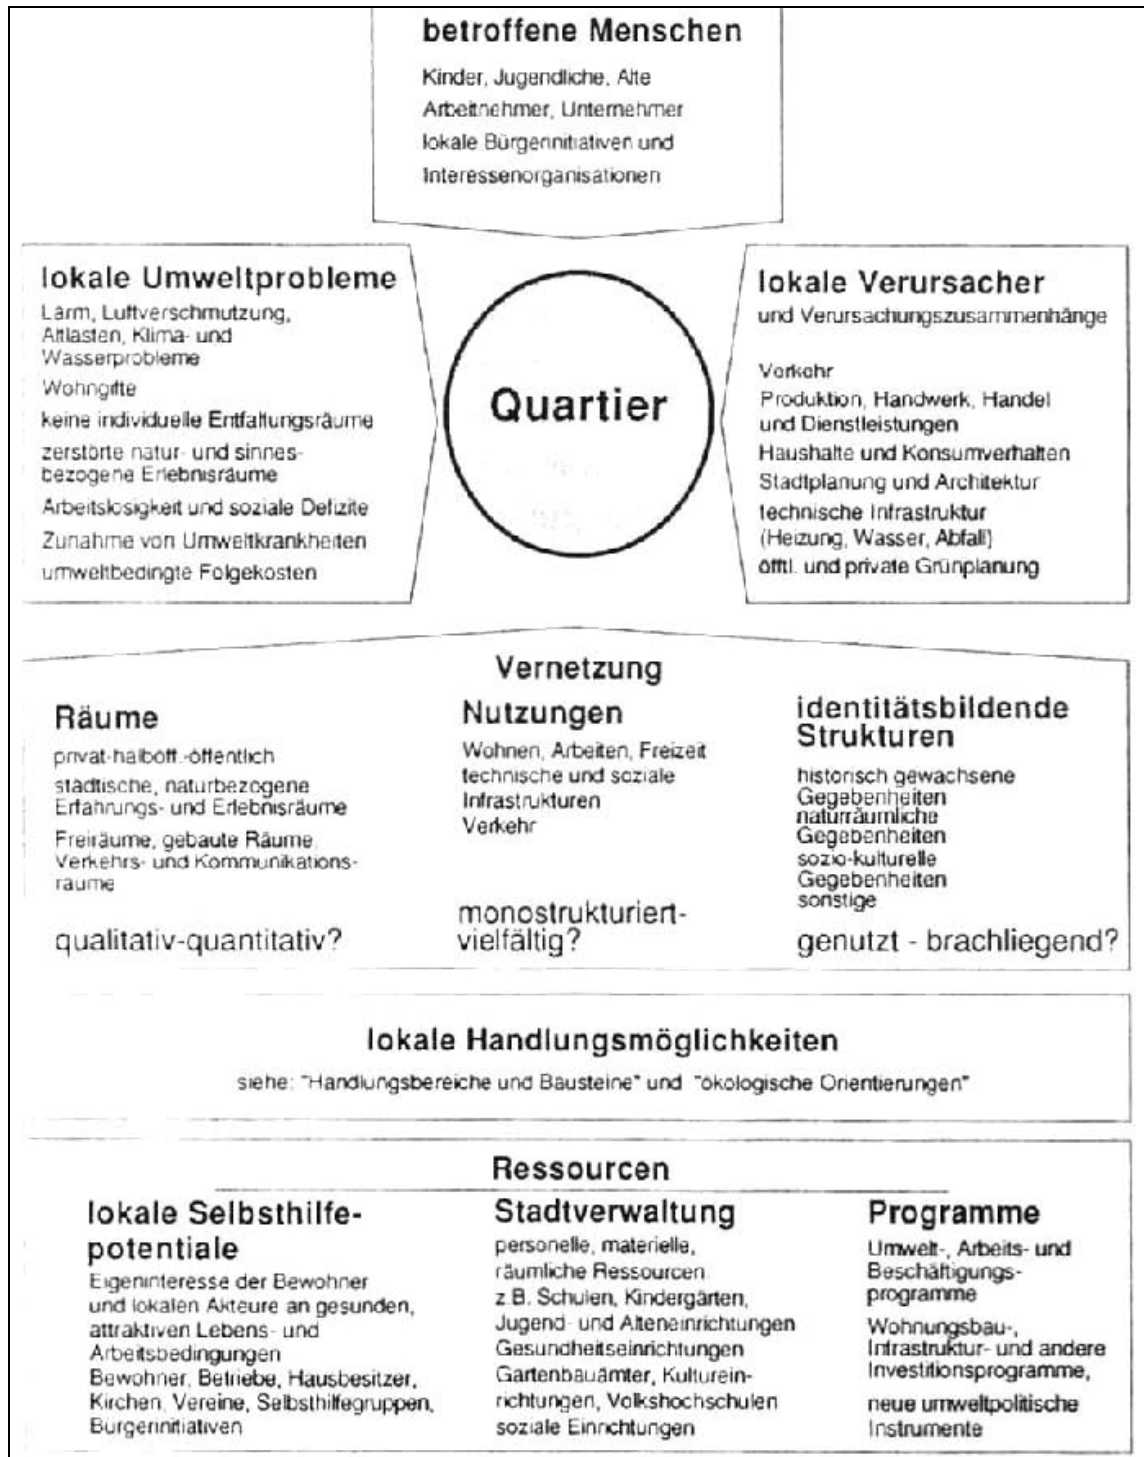 betroffene Menschen
Kinder, Jugendliche, Alte
Arbeitnehmer, Unternehmer
lokale Bürgerinitiativen und
Interessenorganisationen
lokale Umweltprobleme
Lärm, Luftverschmutzung,
Altlasten, Klima- und
Wasserprobleme
Wohngifte
keine individuelle Entfaltungsräume
zerstörte natur- und sinnes-
bezogene Erlebnisräume
Arbeitslosigkeit und soziale Defizite
Zunahme von Umweltkrankheiten
umweltbedingte Folgekosten
Quartier
lokale Verursacher
und Verursachungszusammenhänge
Verkehr
Produktion, Handwerk, Handel
und Dienstleistungen
Haushalte und Konsumverhalten
Stadtplanung und Architektur
technische Infrastruktur
(Heizung, Wasser, Abfall)
öfftl. und private Grünplanung
Vernetzung
Räume
privat-halböff.-öffentlich
städtische, naturbezogene
Erfahrungs- und Erlebnisräume
Freiräume, gebaute Räume,
Verkehrs- und Kommunikations-
räume
qualitativ-quantitativ?
Nutzungen
Wohnen, Arbeiten, Freizeit
technische und soziale
Infrastrukturen
Verkehr
monostrukturiert-
vielfältig?
identitätsbildende
Strukturen
historisch gewachsene
Gegebenheiten
naturräumliche
Gegebenheiten
sozio-kulturelle
Gegebenheiten
sonstige
genutzt - brachliegend?
lokale Handlungsmöglichkeiten
siehe: "Handlungsbereiche und Bausteine" und "ökologische Orientierungen"
Ressourcen
lokale Selbsthilfe-
potentiale
Eigeninteresse der Bewohner
und lokalen Akteure an gesunden,
attraktiven Lebens- und
Arbeitsbedingungen
Bewohner, Betriebe, Hausbesitzer,
Kirchen, Vereine, Selbsthilfegruppen,
Bürgerinitiativen
Stadtverwaltung
personelle, materielle,
räumliche Ressourcen
z.B. Schulen, Kindergärten,
Jugend- und Alteneinrichtungen
Gesundheitseinrichtungen
Gartenbauämter, Kulturein-
richtungen, Volkshochschulen
soziale Einrichtungen
Programme
Umwelt-, Arbeits- und
Beschäftigungs-
programme
Wohnungsbau-,
Infrastruktur- und andere
Investitionsprogramme,
neue umweltpolitische
Instrumente